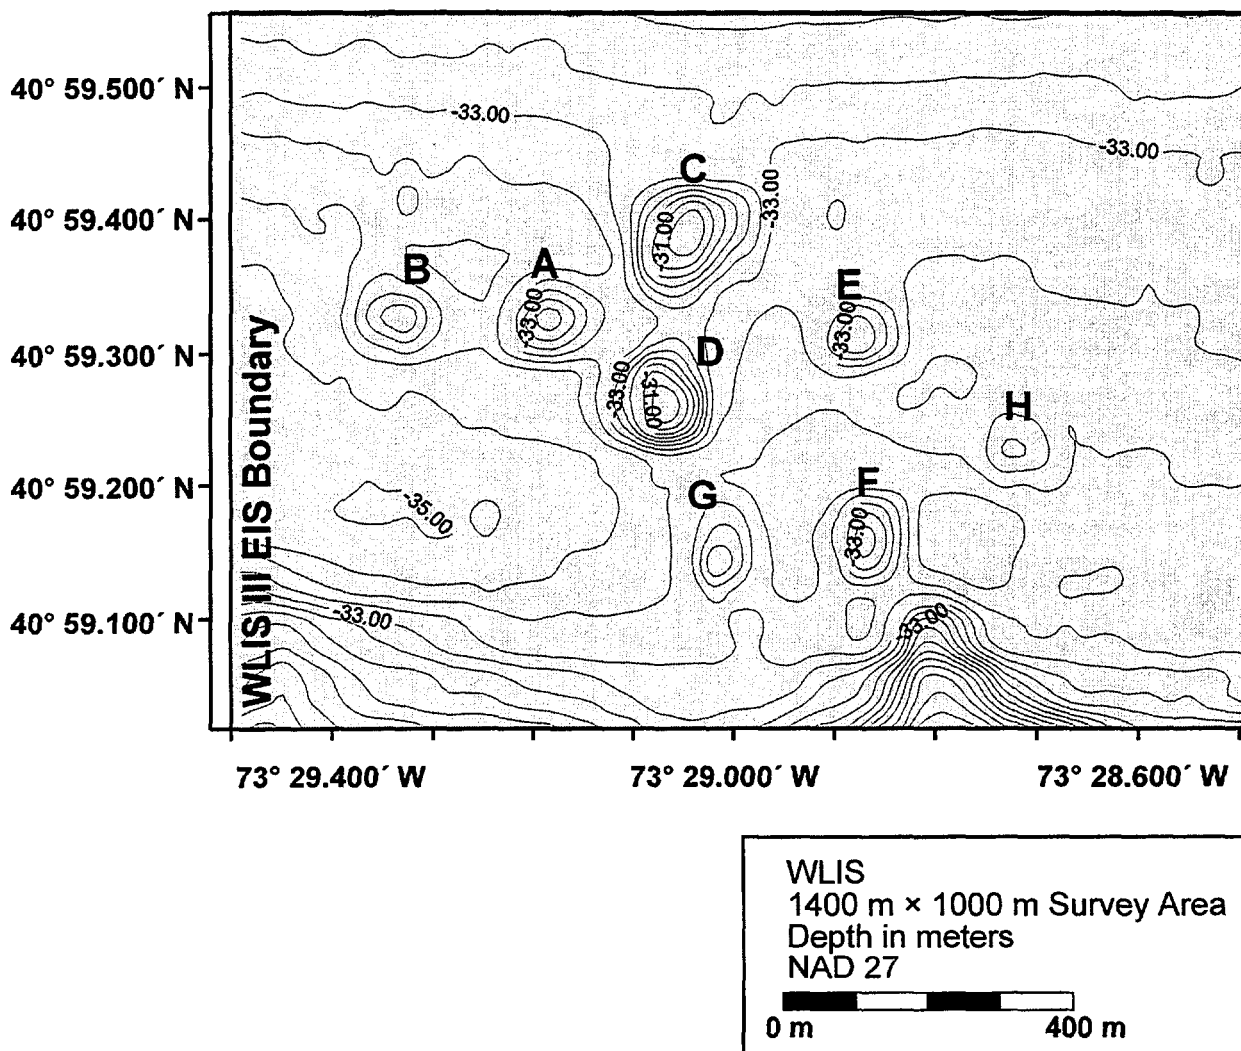 40° 59.500´ N
40° 59.400´ N
40° 59.300´ N
40° 59.200´ N
40° 59.100´ N
WLIS III EIS Boundary
-33.00
-33.00
C
-33.00
-31.00
B
A
-33.00
E
-33.00
D
-33.00
-31.00
H
-35.00
G
F
-33.00
-33.00
-33.00
73° 29.400´ W
73° 29.000´ W
73° 28.600´ W
WLIS
1400 m × 1000 m Survey Area
Depth in meters
NAD 27
0 m
400 m